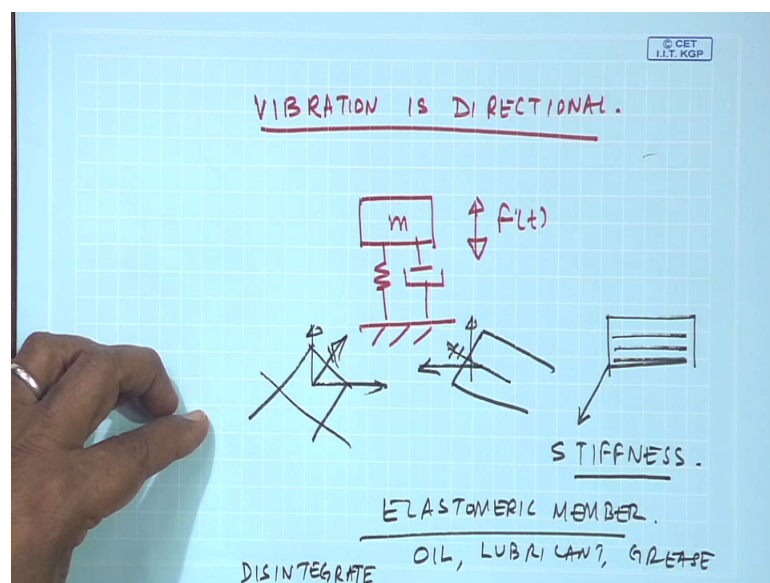 © CET
I.I.T. KGP
VIBRATION IS DIRECTIONAL.
m
F(t)
STIFFNESS.
ELASTOMERIC MEMBER.
OIL, LUBRICANT, GREASE
DISINTEGRATE